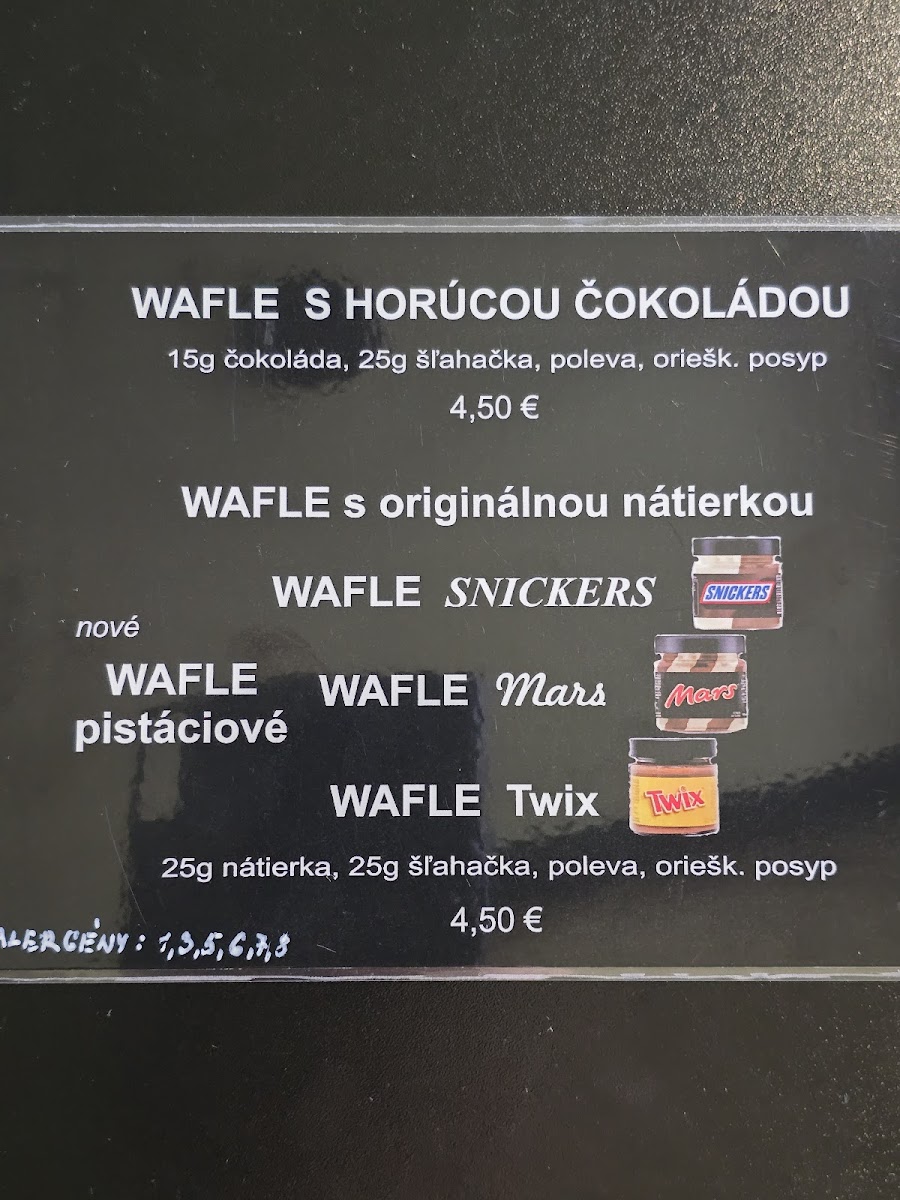 WAFLE S HORÚCOU ČOKOLÁDOU
15g čokoláda, 25g šľahačka, poleva, oriešk. posyp
4,50 €
WAFLE s originálnou nátierkou
WAFLE SNICKERS
SNICKERS
nové
WAFLE
pistáciové
WAFLE Mars
Mars
WAFLE Twix
Twix
25g nátierka, 25g šľahačka, poleva, oriešk. posyp
4,50 €
ALERGÉNY: 1,3,5,6,7,8